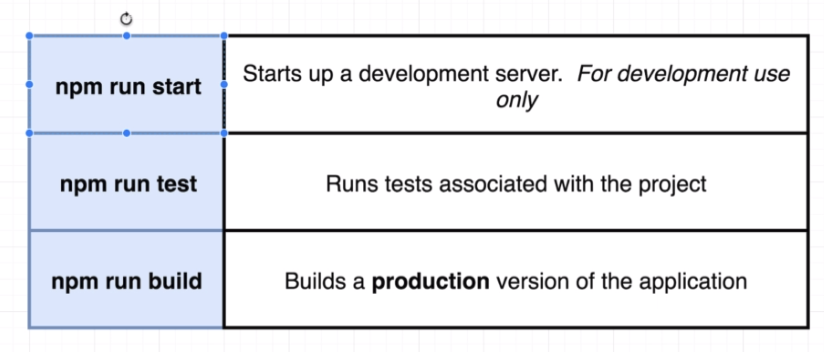 npm run start
Starts up a development server. For development use
only
npm run test
Runs tests associated with the project
npm run build
Builds a production version of the application